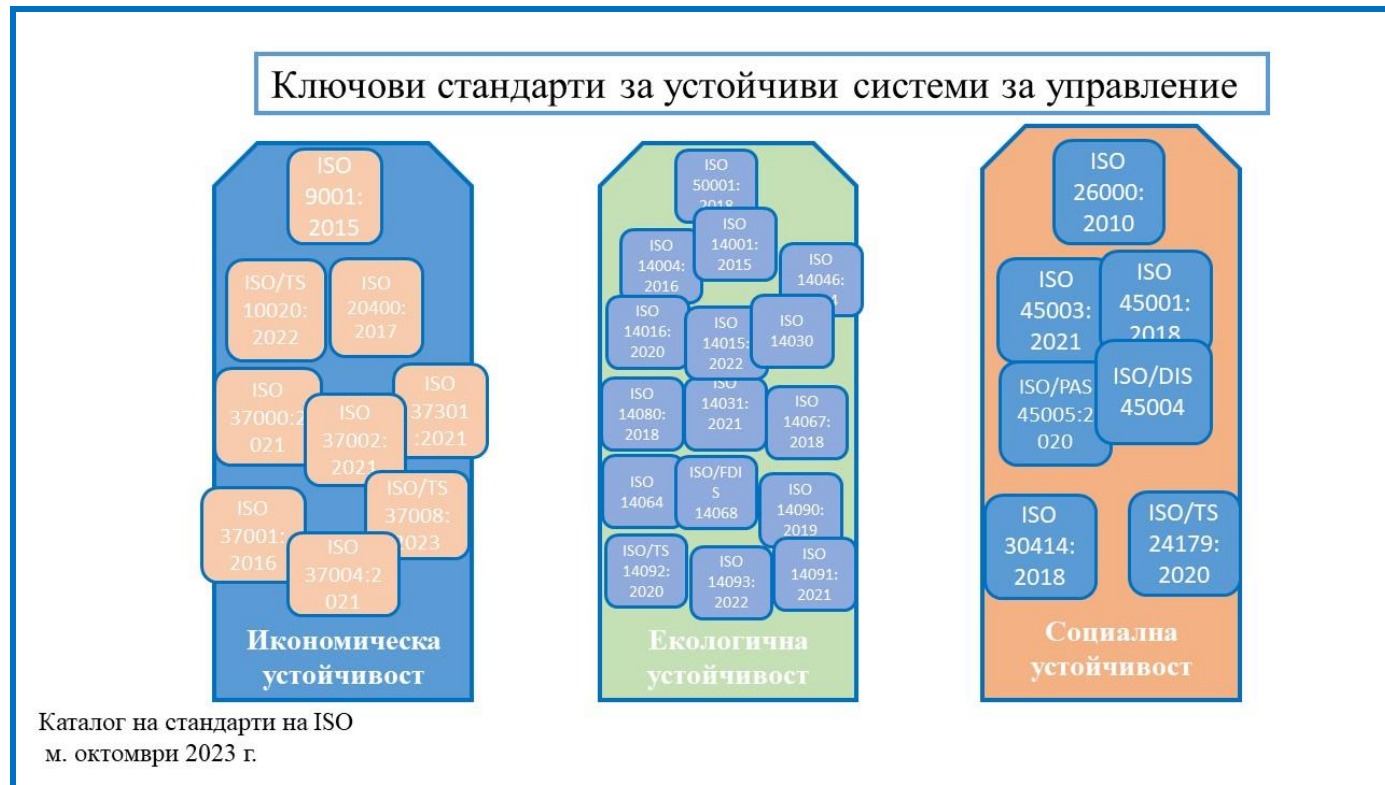 Ключови стандарти за устойчиви системи за управление
ISO
9001:
2015
ISO/TS
10020:
2022
ISO
20400:
2017
ISO
37000:2
021
ISO
37002:
2021
ISO
37301
:2021
ISO
37001:
2016
ISO
37004:2
021
ISO/TS
37008:
2023
Икономическа
устойчивост
ISO
50001:
2018
ISO
14001:
2015
ISO
14004:
2016
ISO
14046:
ISO
14016:
2020
ISO
14015:
2022
ISO
14030
ISO
14080
:2018
ISO
14031:
2021
ISO
14067
:2018
ISO
14064
ISO/FDI
S
14068
ISO
14090:
2019
ISO/TS
14092:
2020
ISO
14093:
2022
ISO
14091:
2021
Екологична
устойчивост
ISO
26000:
2010
ISO
45003:
2021
ISO
45001:
2018
ISO/PAS
45005:2
020
ISO/DIS
45004
ISO
30414:
2018
ISO/TS
24179:
2020
Социална
устойчивост
Каталог на стандарти на ISO
м. октомври 2023 г.